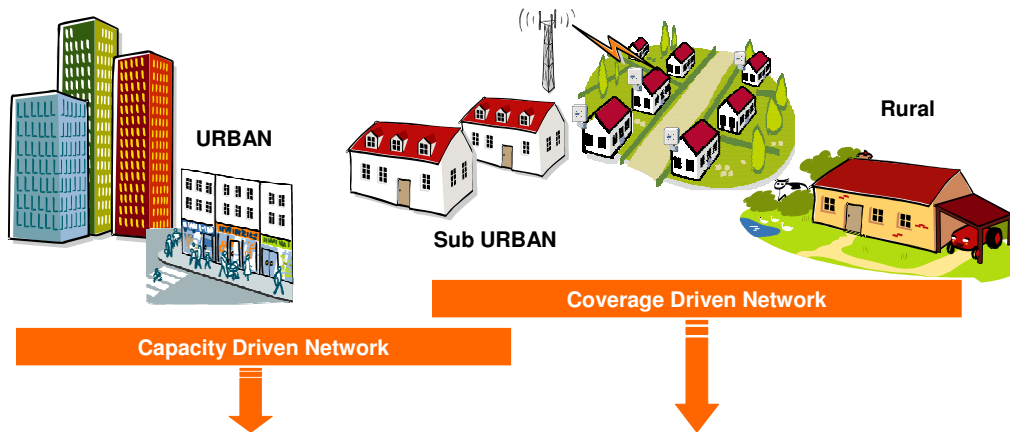 URBAN
Sub URBAN
Rural
Coverage Driven Network
Capacity Driven Network